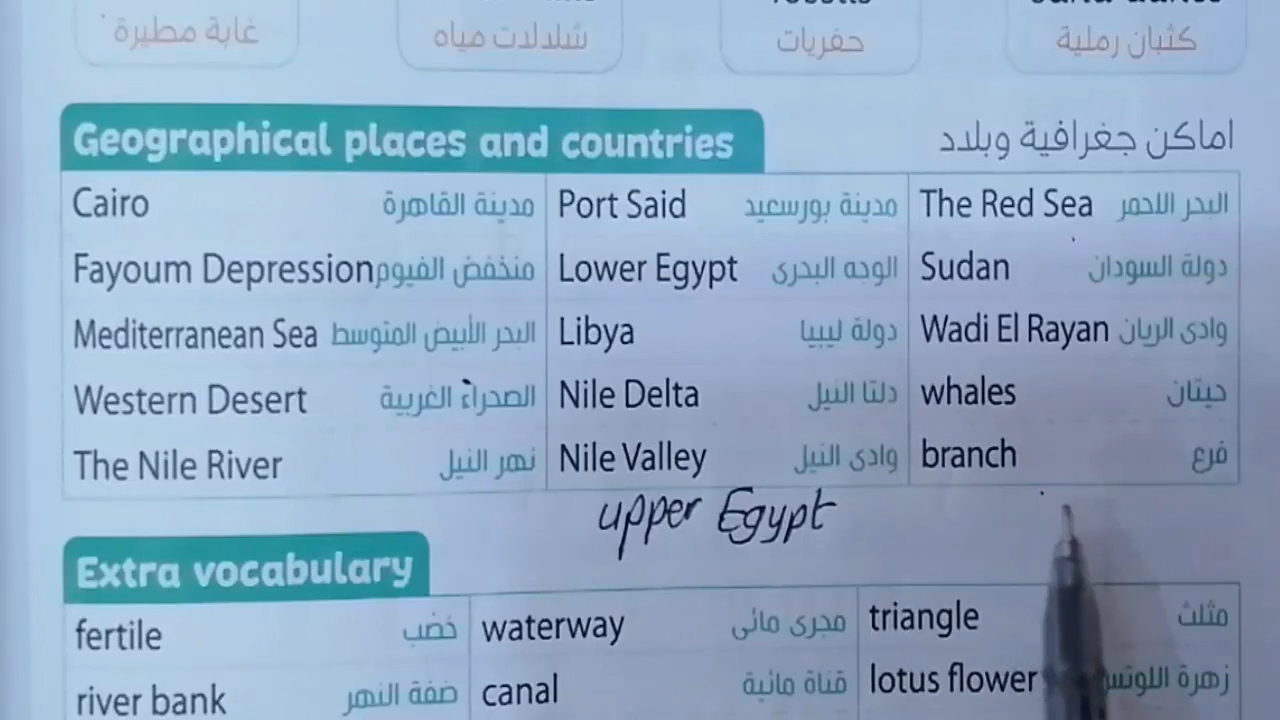 غابة مطيرة شلالات مياه حفريات كثبان رملية
Geographical places and countries اماكن جغرافية وبلاد
Cairo مدينة القاهرة Port Said مدينة بورسعيد The Red Sea البحر الاحمر
Fayoum Depression منخفض الفيوم Lower Egypt الوجه البحرى Sudan دولة السودان
Mediterranean Sea البحر الأبيض المتوسط Libya دولة ليبيا Wadi El Rayan وادى الريان
Western Desert الصحراء الغربية Nile Delta دلتا النيل whales حيتان
The Nile River نهر النيل Nile Valley وادى النيل branch فرع
upper Egypt
Extra vocabulary
fertile خصب waterway مجرى مائى triangle مثلث
river bank ضفة النهر canal قناة مائية lotus flower زهرة اللوتس